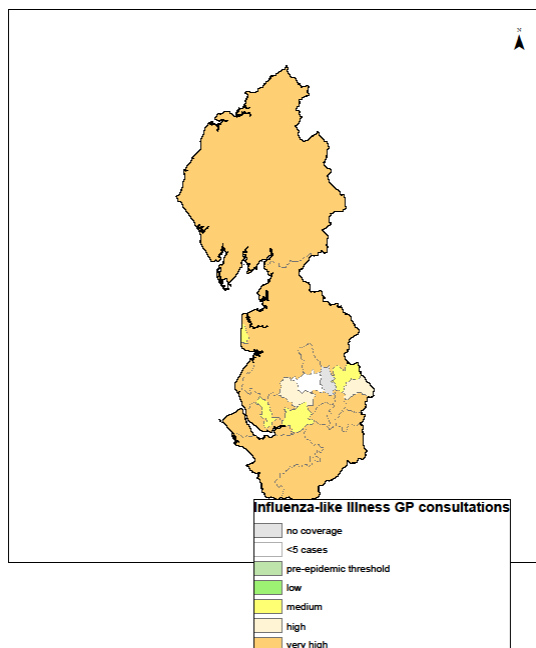 N
Influenza-like Illness GP consultations
no coverage
<5 cases
pre-epidemic threshold
low
medium
high
very high